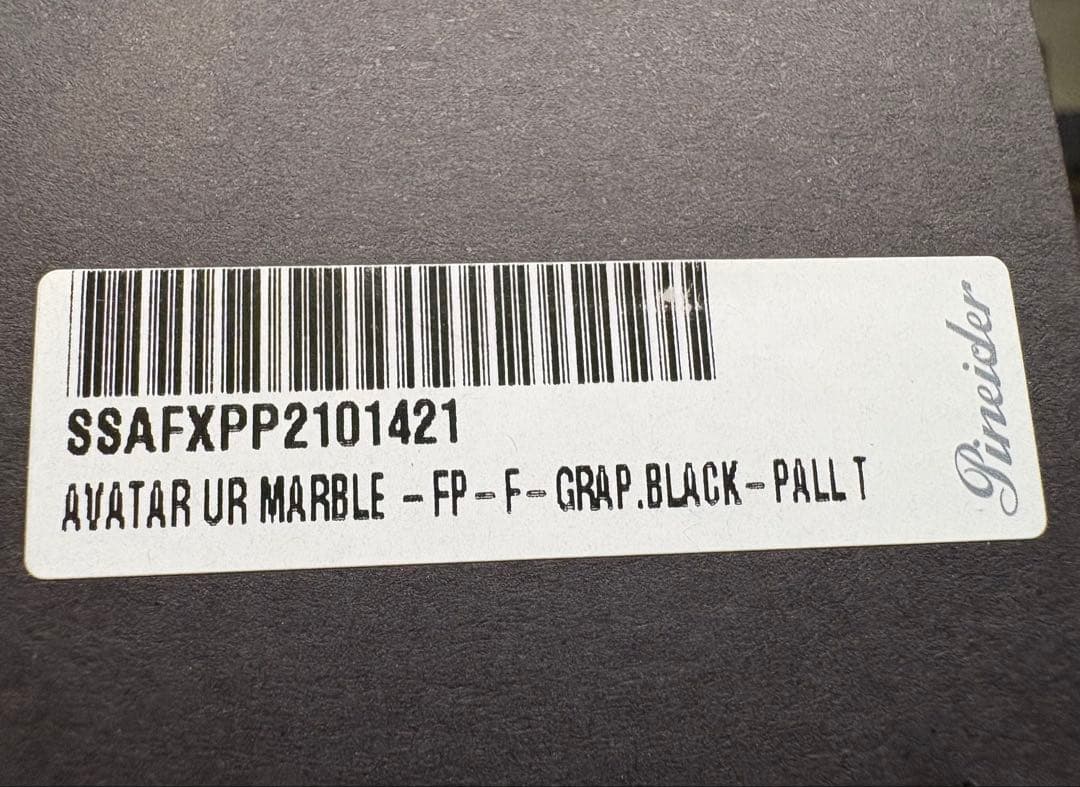 SSAFXPP2101421
AVATAR UR MARBLE - FP - F - GRAP.BLACK - PALL T
Pineider